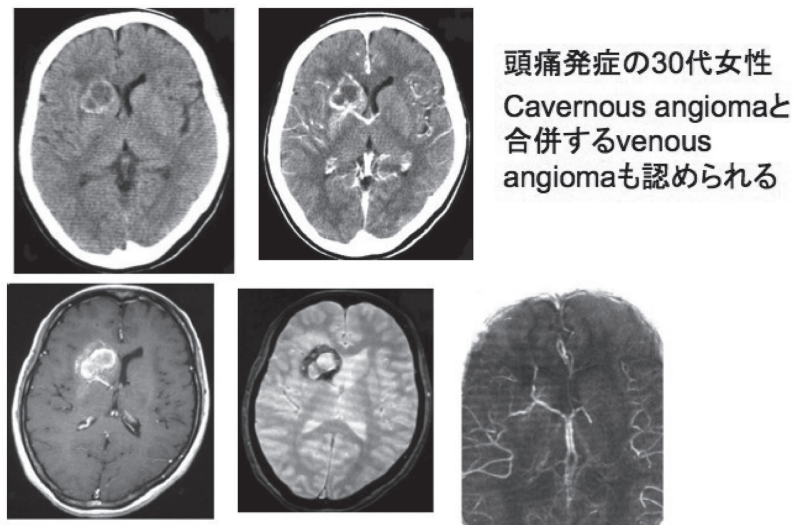 頭痛発症の30代女性
Cavernous angiomaと
合併するvenous
angiomaも認められる